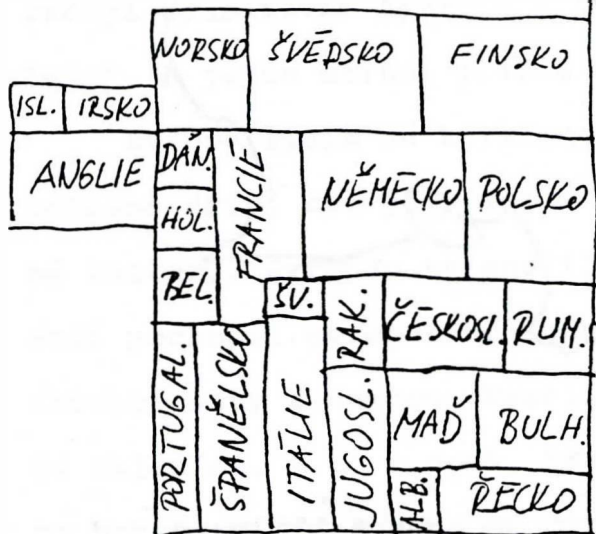 NORSKO ŠVÉDSKO FINSKO
ISL. IRSKO
ANGLIE DÁN. FRANCIE NĚMECKO POLSKO
HOL.
BEL. ŠV. RAK. ČESKOSL. RUM.
PORTUGAL. ŠPANĚLSKO ITÁLIE JUGOSL. MAĎ BULH.
ALB. ŘECKO